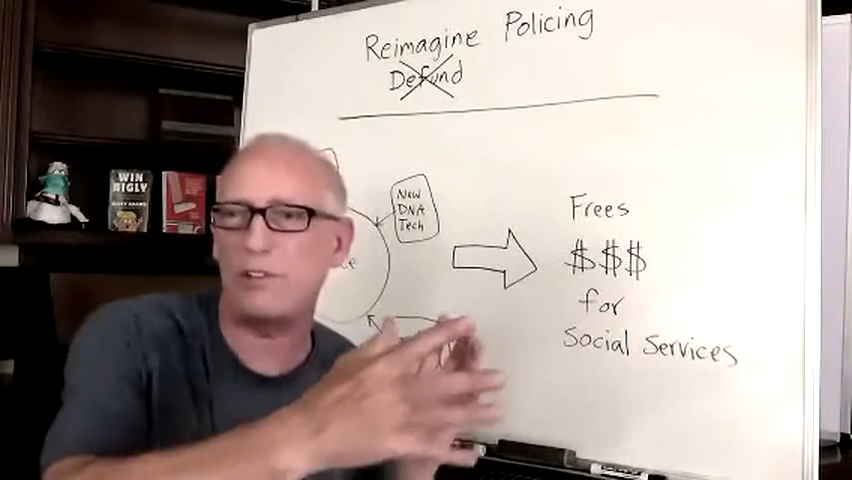 Reimagine Policing
Defund
New
DNA
Tech
Frees
$$$
for
Social Services
WIN
BIGLY